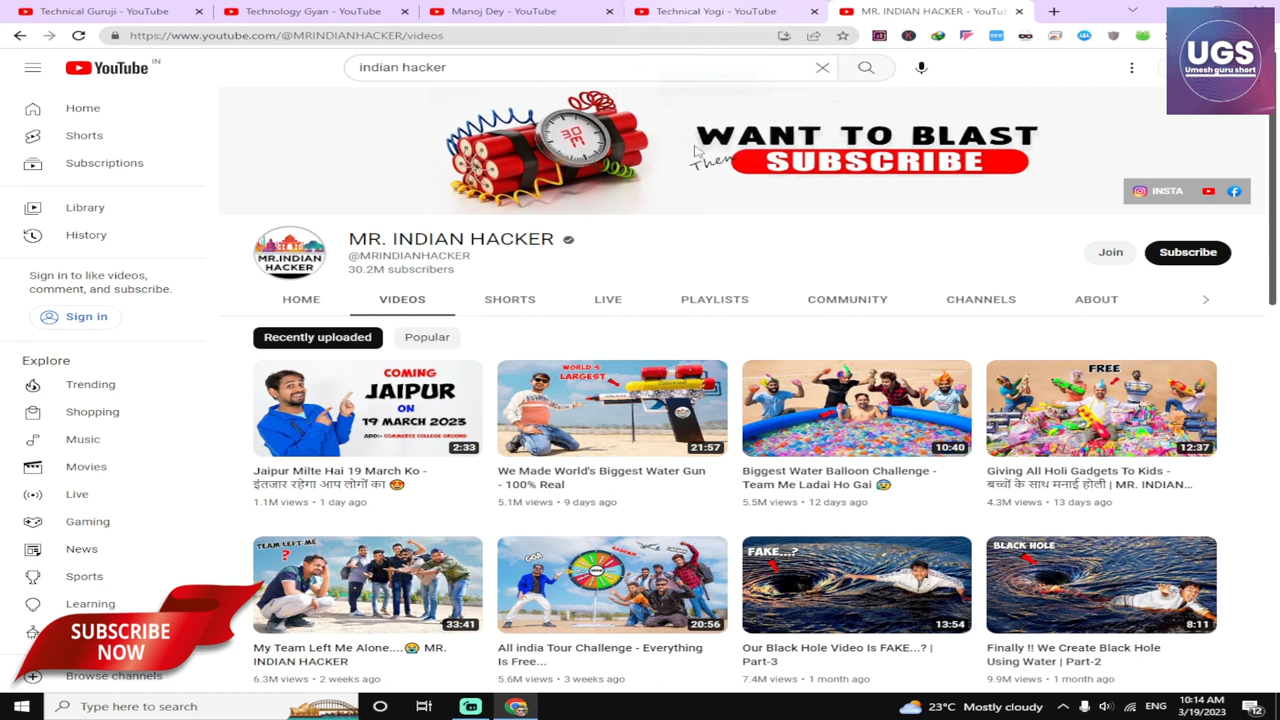 Technical Guruji - YouTube
Technology Gyan - YouTube
Manoj Dey - YouTube
Technical Yogi - YouTube
MR. INDIAN HACKER - YouTu
https://www.youtube.com/@MRINDIANHACKER/videos
UGS
Umesh guru short
YouTube IN
indian hacker
Home
Shorts
Subscriptions
Library
History
Sign in to like videos,
comment, and subscribe.
Sign in
Explore
Trending
Shopping
Music
Movies
Live
Gaming
News
Sports
Learning
Browse channels
SUBSCRIBE
NOW
30
WANT TO BLAST
Then SUBSCRIBE
INSTA
MR.INDIAN
HACKER
MR. INDIAN HACKER
@MRINDIANHACKER
30.2M subscribers
Join
Subscribe
HOME VIDEOS SHORTS LIVE PLAYLISTS COMMUNITY CHANNELS ABOUT
Recently uploaded Popular
COMING
JAIPUR
ON
19 MARCH 2023
ADD:- COMMERCE COLLEGE GROUND
2:33
Jaipur Milte Hai 19 March Ko -
इंतजार रहेगा आप लोगों का 🤩
1.1M views • 1 day ago
WORLD'S
LARGEST
21:57
We Made World's Biggest Water Gun
- 100% Real
5.1M views • 9 days ago
10:40
Biggest Water Balloon Challenge -
Team Me Ladai Ho Gai 😰
5.5M views • 12 days ago
FREE
12:37
Giving All Holi Gadgets To Kids -
बच्चों के साथ मनाई होली | MR. INDIAN...
4.3M views • 13 days ago
TEAM LEFT ME
?
33:41
My Team Left Me Alone....😭 MR.
INDIAN HACKER
6.3M views • 2 weeks ago
GOA
20:56
All india Tour Challenge - Everything
Is Free...
5.6M views • 3 weeks ago
FAKE...?
13:54
Our Black Hole Video Is FAKE...? |
Part-3
7.4M views • 1 month ago
BLACK HOLE
8:11
Finally !! We Create Black Hole
Using Water | Part-2
9.9M views • 1 month ago
Type here to search
23°C Mostly cloudy
ENG
10:14 AM
3/19/2023
12